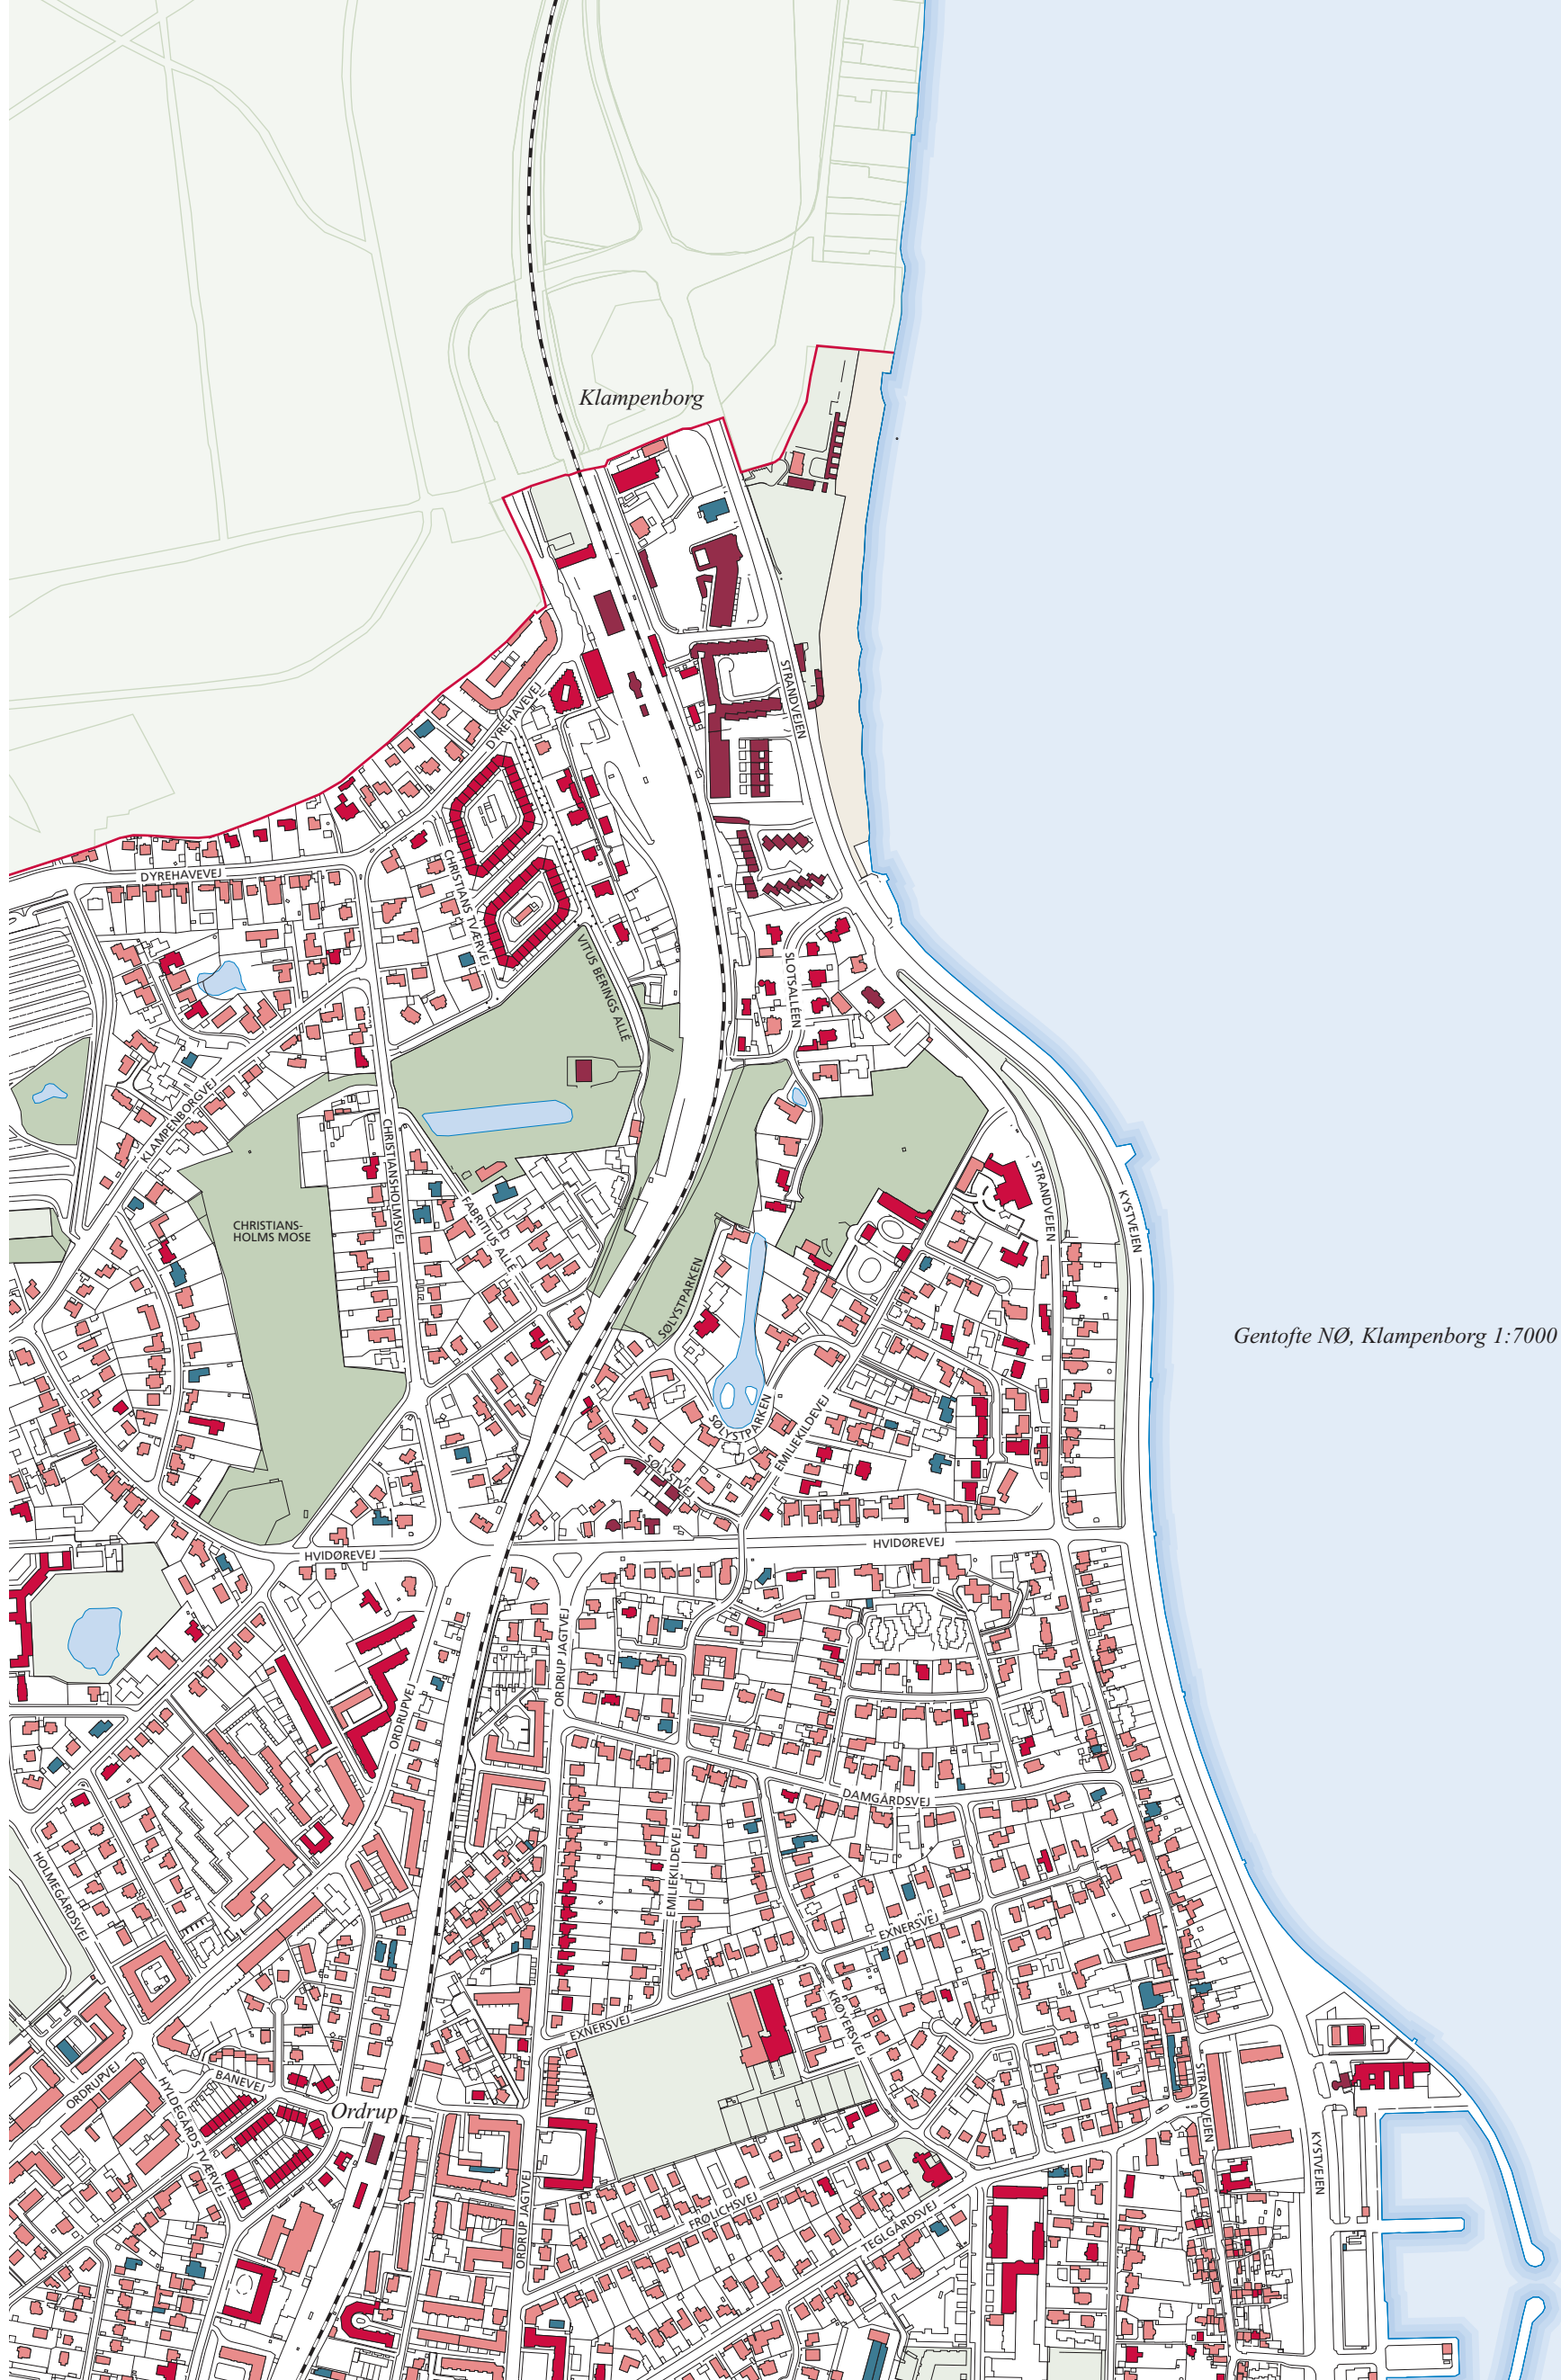 Klampenborg
STRANDVEJEN
DYREHAVEVEJ
DYREHAVEVEJ
CHRISTIANS TVÆRVEJ
VITUS BERINGS ALLÉ
SLOTSALLÉEN
KLAMPENBORGVEJ
CHRISTIANSHOLMSVEJ
STRANDVEJEN
KYSTVEJEN
FABRITIUS ALLÉ
CHRISTIANS-
HOLMS MOSE
SØLYSTPARKEN
Gentofte NØ, Klampenborg 1:7000
SØLYSTPARKEN
EMILIEKILDEVEJ
SØLYSTVEJ
HVIDØREVEJ
HVIDØREVEJ
ORDRUP JAGTVEJ
ORDRUPVEJ
DAMGÅRDSVEJ
EMILIEKILDEVEJ
HOLMEGÅRDSVEJ
EXNERSVEJ
KRØYERSVEJ
EXNERSVEJ
ORDRUPVEJ
BANEVEJ
HYLDEGÅRDS TVÆRVEJ
Ordrup
STRANDVEJEN
KYSTVEJEN
ORDRUP JAGTVEJ
FRØLICHSVEJ
TEGLGÅRDSVEJ